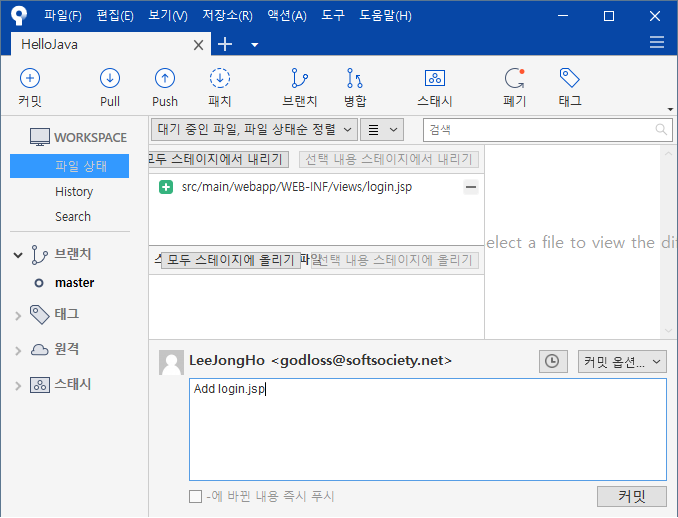 파일(F) 편집(E) 보기(V) 저장소(R) 액션(A) 도구 도움말(H)
HelloJava
커밋 Pull Push 패치 브랜치 병합 스태시 폐기 태그
WORKSPACE
파일 상태
History
Search
브랜치
master
태그
원격
스태시
대기 중인 파일, 파일 상태순 정렬
검색
모두 스테이지에서 내리기 선택 내용 스테이지에서 내리기
src/main/webapp/WEB-INF/views/login.jsp
모두 스테이지에 올리기 파일 선택 내용 스테이지에 올리기
elect a file to view the di
LeeJongHo <godloss@softsociety.net>
커밋 옵션...
Add login.jsp
-에 바뀐 내용 즉시 푸시
커밋